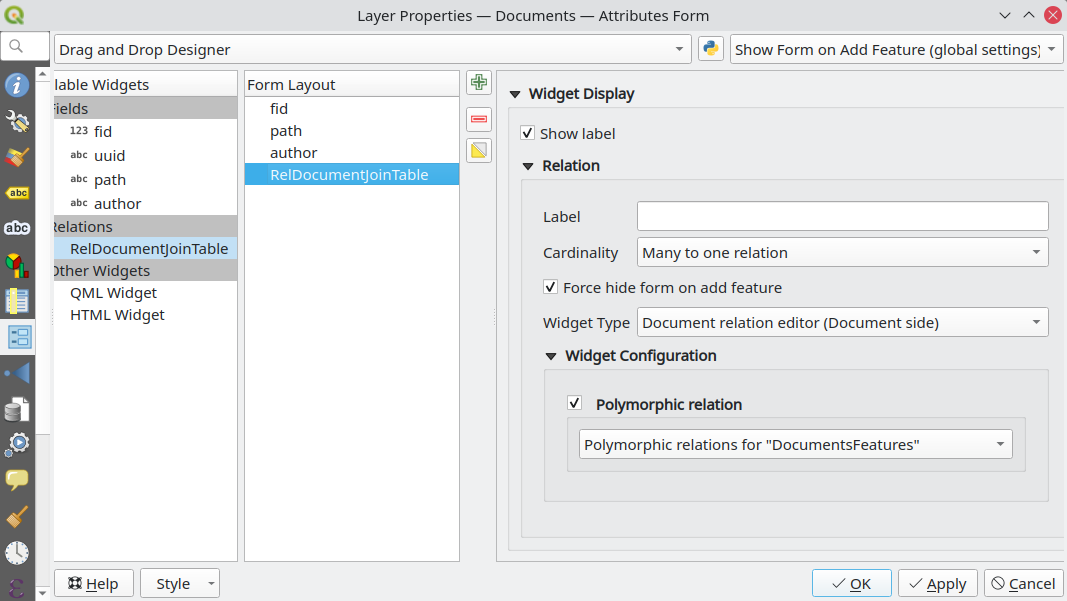 Layer Properties — Documents — Attributes Form
Drag and Drop Designer
Show Form on Add Feature (global settings)
lable Widgets
Fields
123 fid
abc uuid
abc path
abc author
Relations
RelDocumentJoinTable
Other Widgets
QML Widget
HTML Widget
Form Layout
fid
path
author
RelDocumentJoinTable
Widget Display
Show label
Relation
Label
Cardinality Many to one relation
Force hide form on add feature
Widget Type Document relation editor (Document side)
Widget Configuration
Polymorphic relation
Polymorphic relations for "DocumentsFeatures"
abc
abc
Help
Style
OK
Apply
Cancel